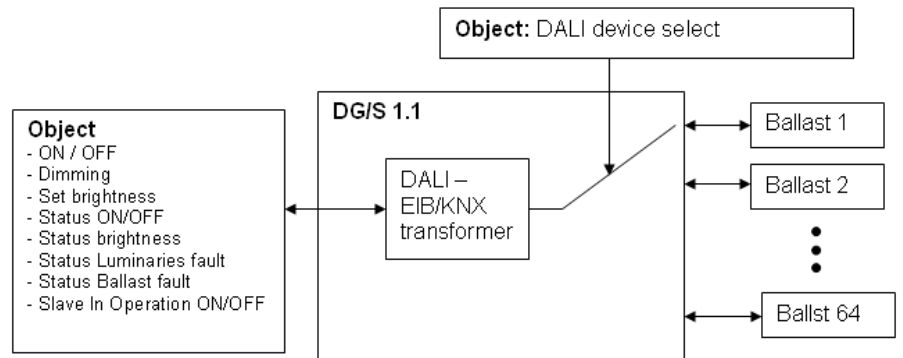 Object: DALI device select
DG/S 1.1
Object
- ON / OFF
- Dimming
- Set brightness
- Status ON/OFF
- Status brightness
- Status Luminaries fault
- Status Ballast fault
- Slave In Operation ON/OFF
DALI –
EIB/KNX
transformer
Ballast 1
Ballast 2
Ballst 64